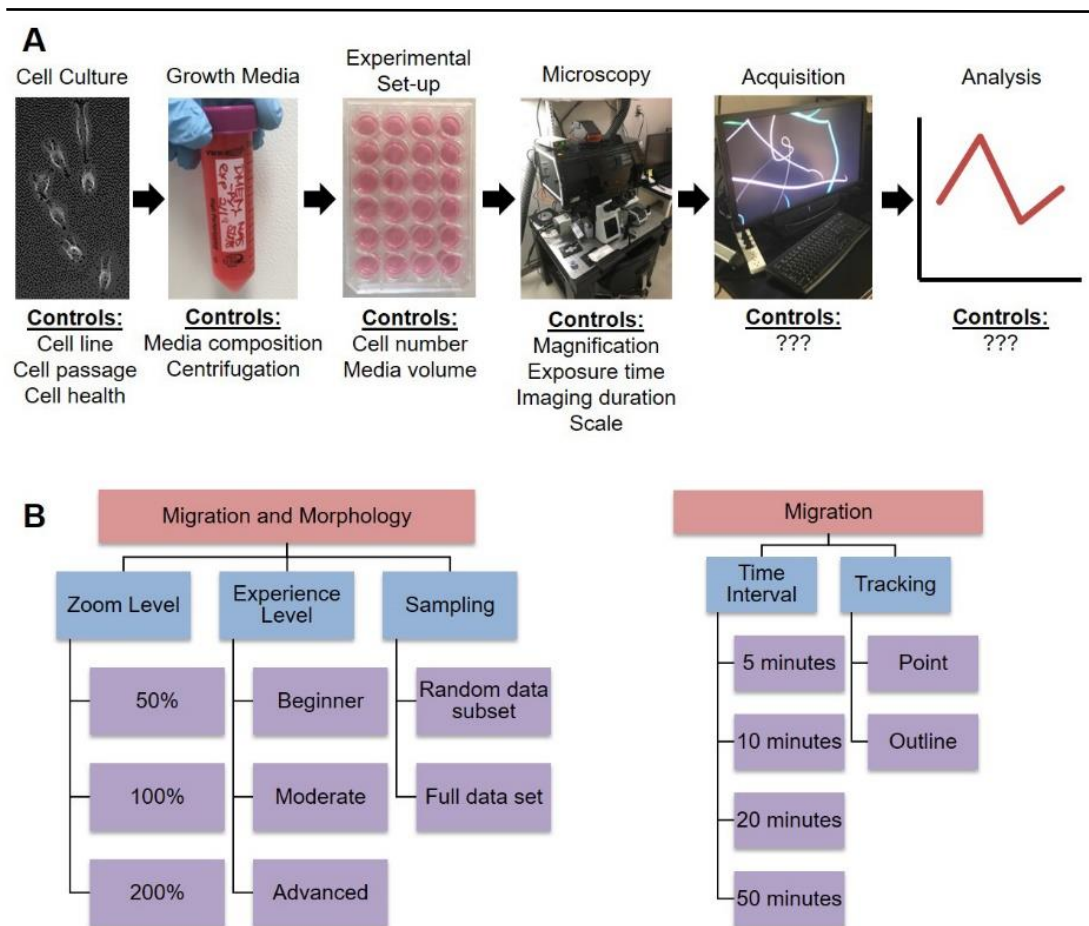 A
Cell Culture
Growth Media
Experimental
Set-up
Microscopy
Acquisition
Analysis
Controls:
Cell line
Cell passage
Cell health
Controls:
Media composition
Centrifugation
Controls:
Cell number
Media volume
Controls:
Magnification
Exposure time
Imaging duration
Scale
Controls:
???
Controls:
???
B
Migration and Morphology
Zoom Level
50%
100%
200%
Experience
Level
Beginner
Moderate
Advanced
Sampling
Random data
subset
Full data set
Migration
Time
Interval
5 minutes
10 minutes
20 minutes
50 minutes
Tracking
Point
Outline